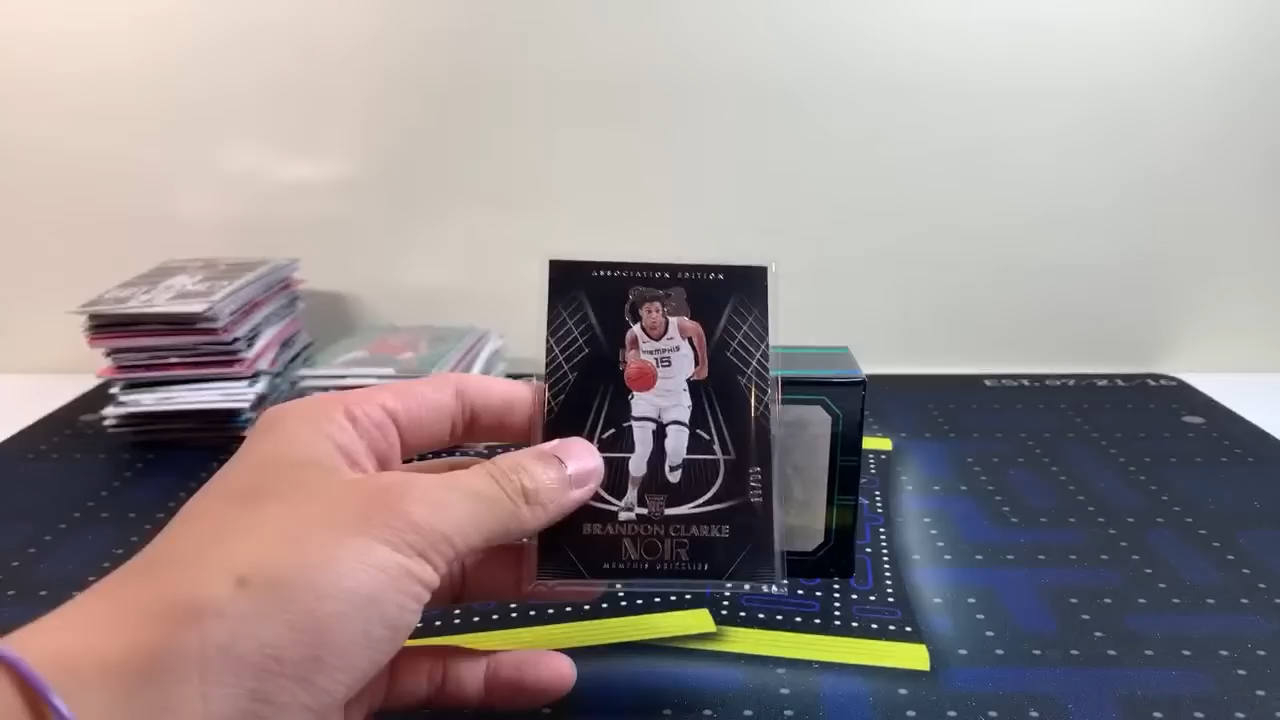 EST. 07/21/16
ASSOCIATION EDITION
MEMPHIS
15
BRANDON CLARKE
NOIR
MEMPHIS GRIZZLIES